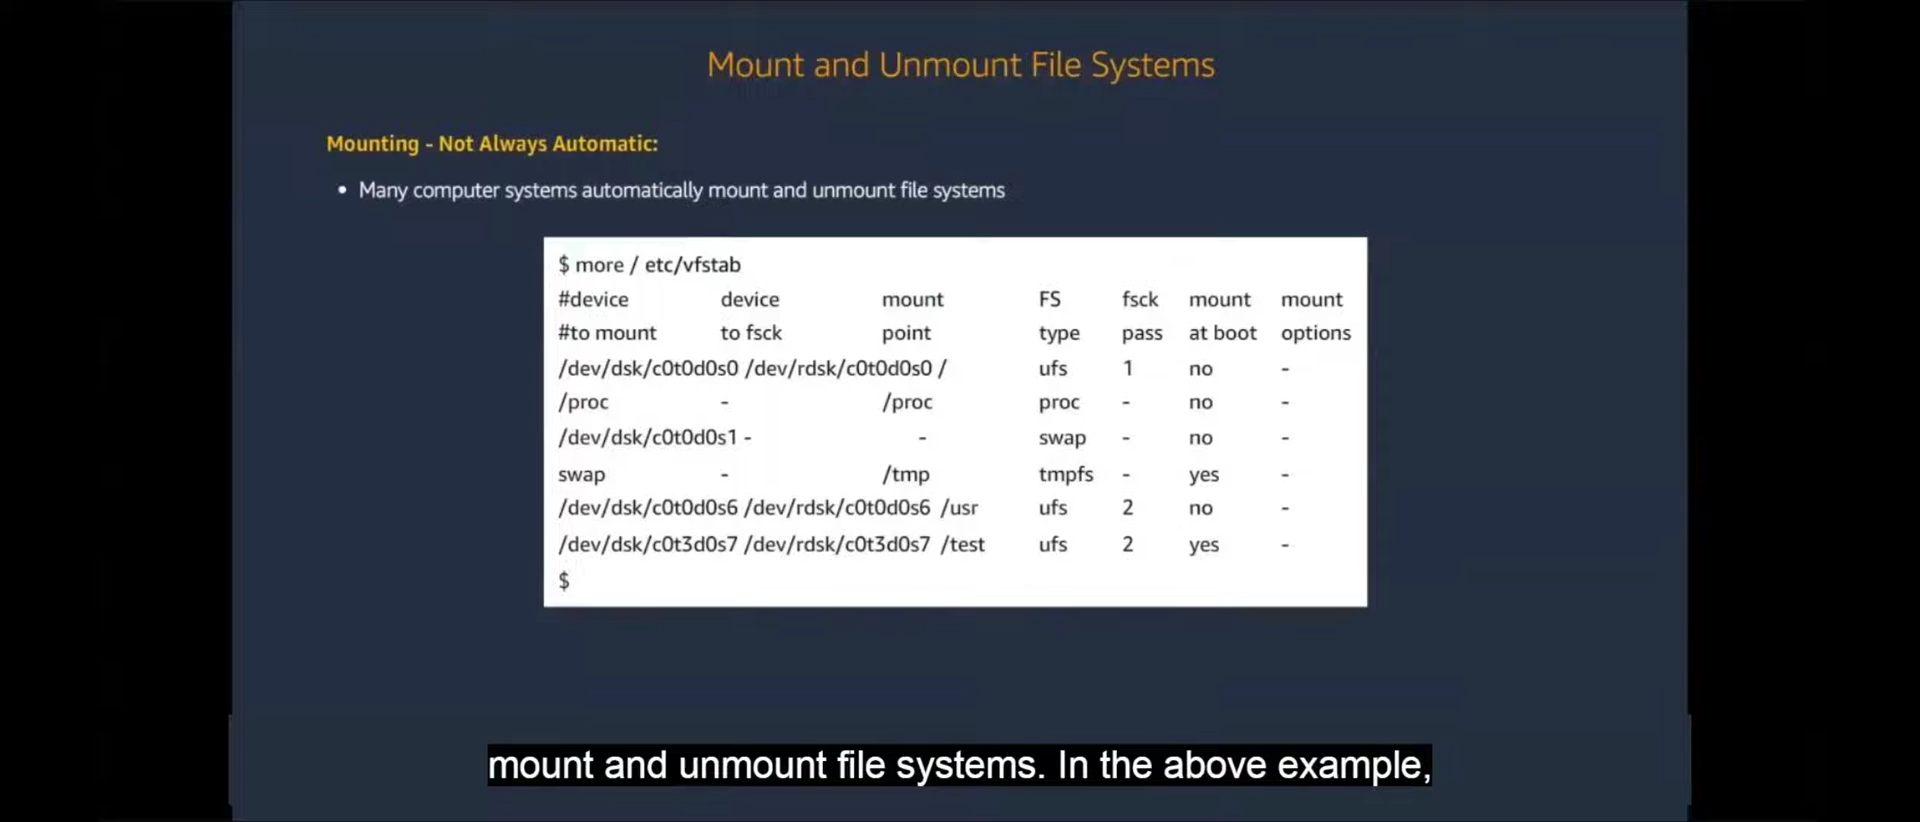 Mount and Unmount File Systems
Mounting - Not Always Automatic:
• Many computer systems automatically mount and unmount file systems
$ more / etc/vfstab
#device device mount FS fsck mount mount
#to mount to fsck point type pass at boot options
/dev/dsk/c0t0d0s0 /dev/rdsk/c0t0d0s0 / ufs 1 no -
/proc - /proc proc - no -
/dev/dsk/c0t0d0s1 - - swap - no -
swap - /tmp tmpfs - yes -
/dev/dsk/c0t0d0s6 /dev/rdsk/c0t0d0s6 /usr ufs 2 no -
/dev/dsk/c0t3d0s7 /dev/rdsk/c0t3d0s7 /test ufs 2 yes -
$
mount and unmount file systems. In the above example,